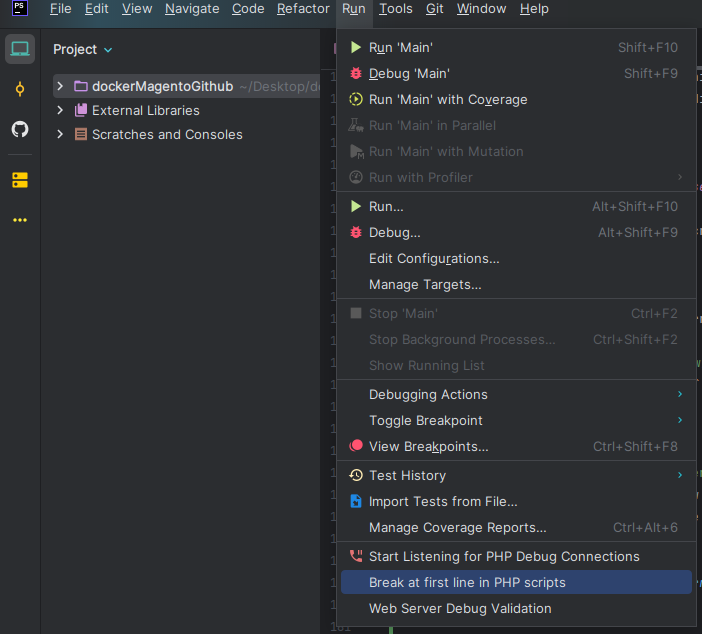 PS
File Edit View Navigate Code Refactor Run Tools Git Window Help
Project
dockerMagentoGithub ~/Desktop/do
External Libraries
Scratches and Consoles
Run 'Main' Shift+F10
Debug 'Main' Shift+F9
Run 'Main' with Coverage
Run 'Main' in Parallel
Run 'Main' with Mutation
Run with Profiler
Run... Alt+Shift+F10
Debug... Alt+Shift+F9
Edit Configurations...
Manage Targets...
Stop 'Main' Ctrl+F2
Stop Background Processes... Ctrl+Shift+F2
Show Running List
Debugging Actions
Toggle Breakpoint
View Breakpoints... Ctrl+Shift+F8
Test History
Import Tests from File...
Manage Coverage Reports... Ctrl+Alt+6
Start Listening for PHP Debug Connections
Break at first line in PHP scripts
Web Server Debug Validation